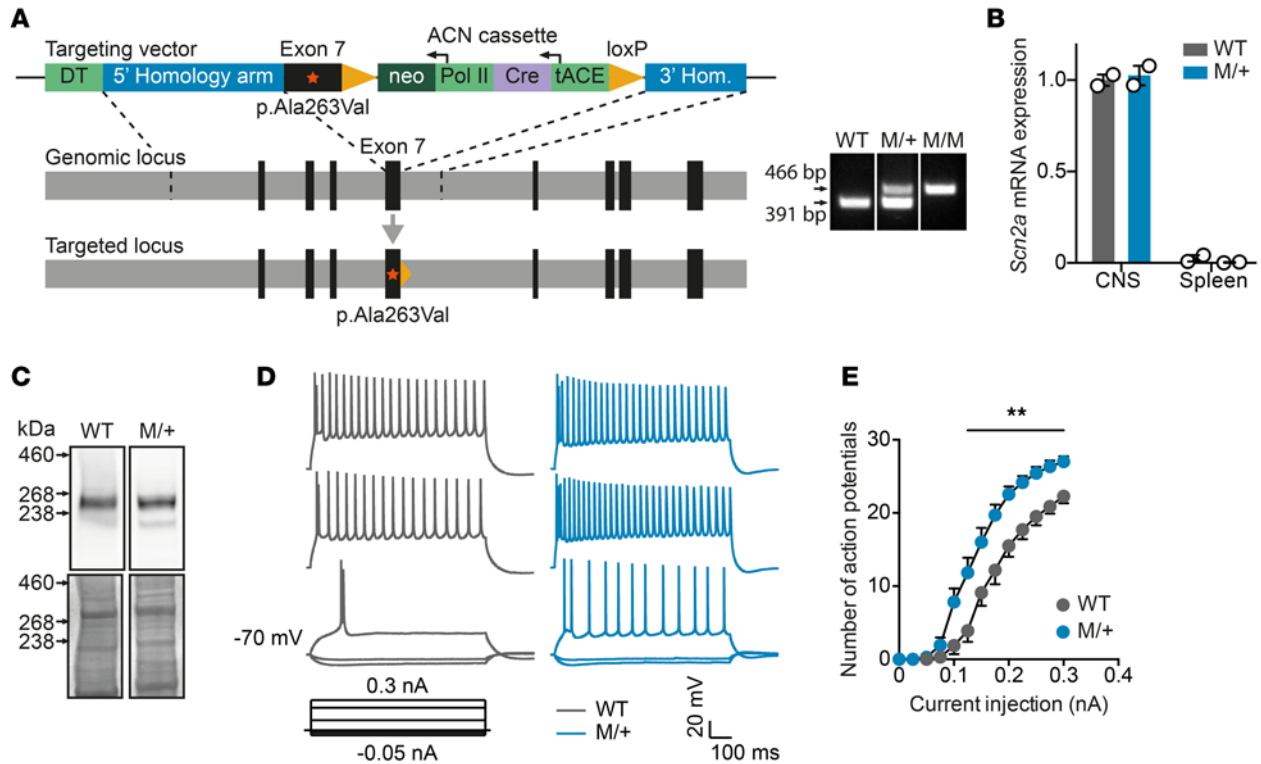 A
Targeting vector
Exon 7
ACN cassette
loxP
DT
5' Homology arm
neo
Pol II
Cre
tACE
3' Hom.
p.Ala263Val
Genomic locus
Exon 7
Targeted locus
p.Ala263Val
WT M/+ M/M
466 bp
391 bp
B
Scn2a mRNA expression
1.0
0.5
0
CNS
Spleen
WT
M/+
C
kDa
WT
M/+
460
268
238
460
268
238
D
-70 mV
0.3 nA
-0.05 nA
WT
M/+
20 mV
100 ms
E
**
Number of action potentials
30
20
10
0
0 0.1 0.2 0.3 0.4
Current injection (nA)
WT
M/+